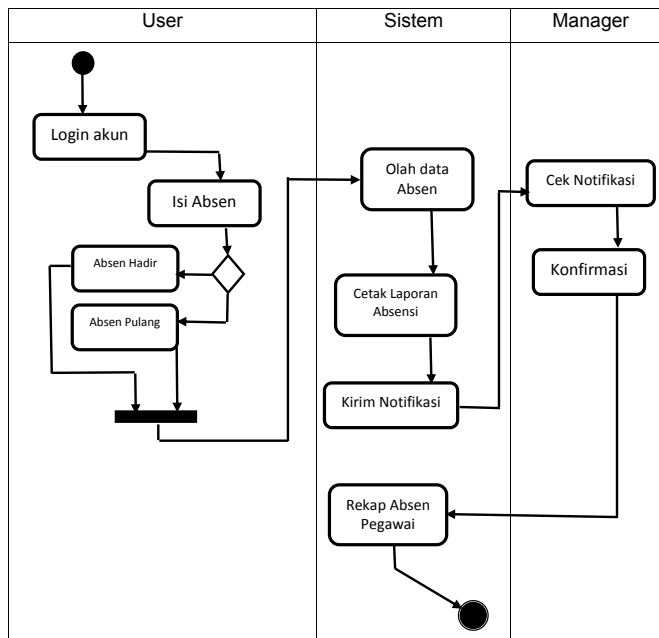 User
Sistem
Manager
Login akun
Isi Absen
Absen Hadir
Absen Pulang
Olah data
Absen
Cetak Laporan
Absensi
Kirim Notifikasi
Cek Notifikasi
Konfirmasi
Rekap Absen
Pegawai